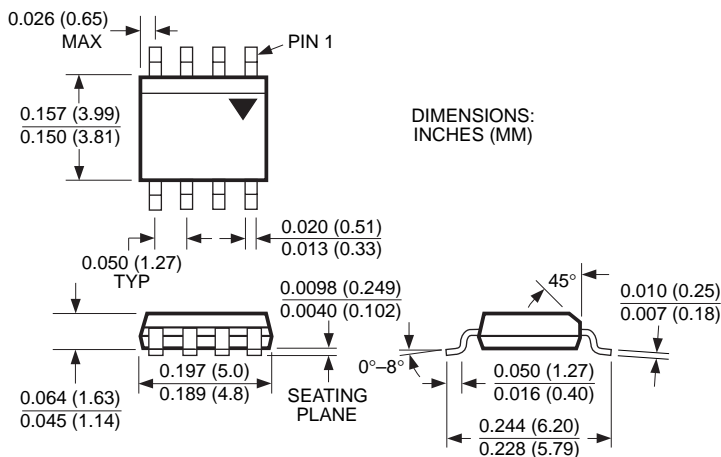 0.026 (0.65)
MAX
PIN 1
0.157 (3.99)
0.150 (3.81)
DIMENSIONS:
INCHES (MM)
0.020 (0.51)
0.013 (0.33)
0.050 (1.27)
TYP
0.0098 (0.249)
0.0040 (0.102)
45°
0.010 (0.25)
0.007 (0.18)
0°–8°
0.064 (1.63)
0.045 (1.14)
0.197 (5.0)
0.189 (4.8)
SEATING
PLANE
0.050 (1.27)
0.016 (0.40)
0.244 (6.20)
0.228 (5.79)